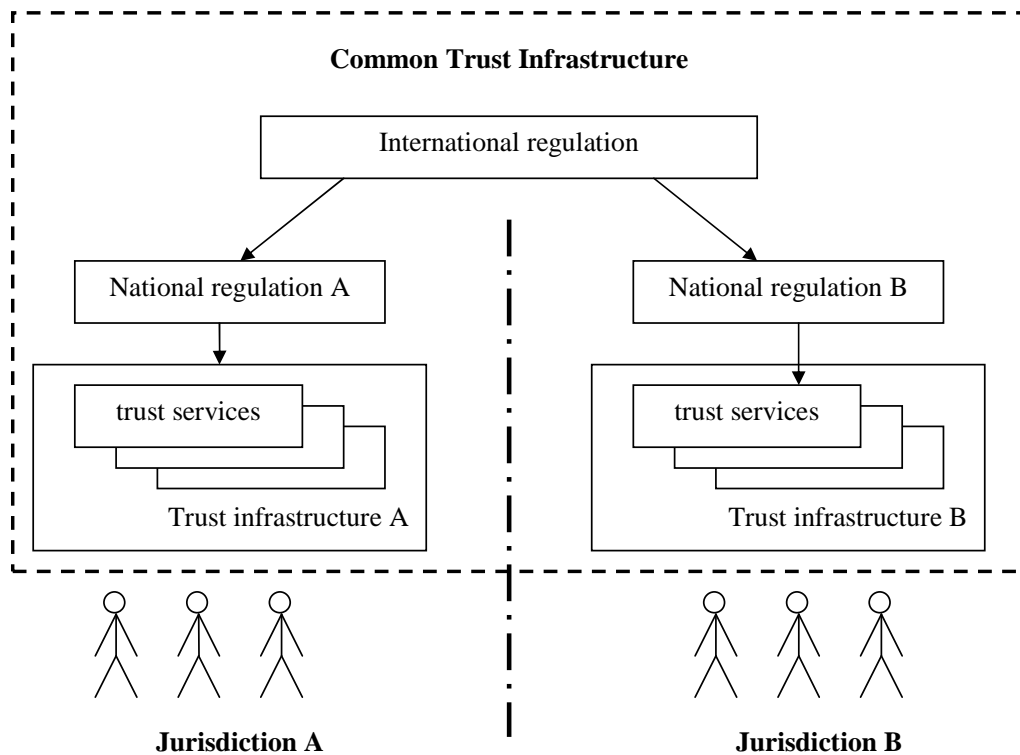 Common Trust Infrastructure
International regulation
National regulation A
National regulation B
trust services
trust services
Trust infrastructure A
Trust infrastructure B
Jurisdiction A
Jurisdiction B